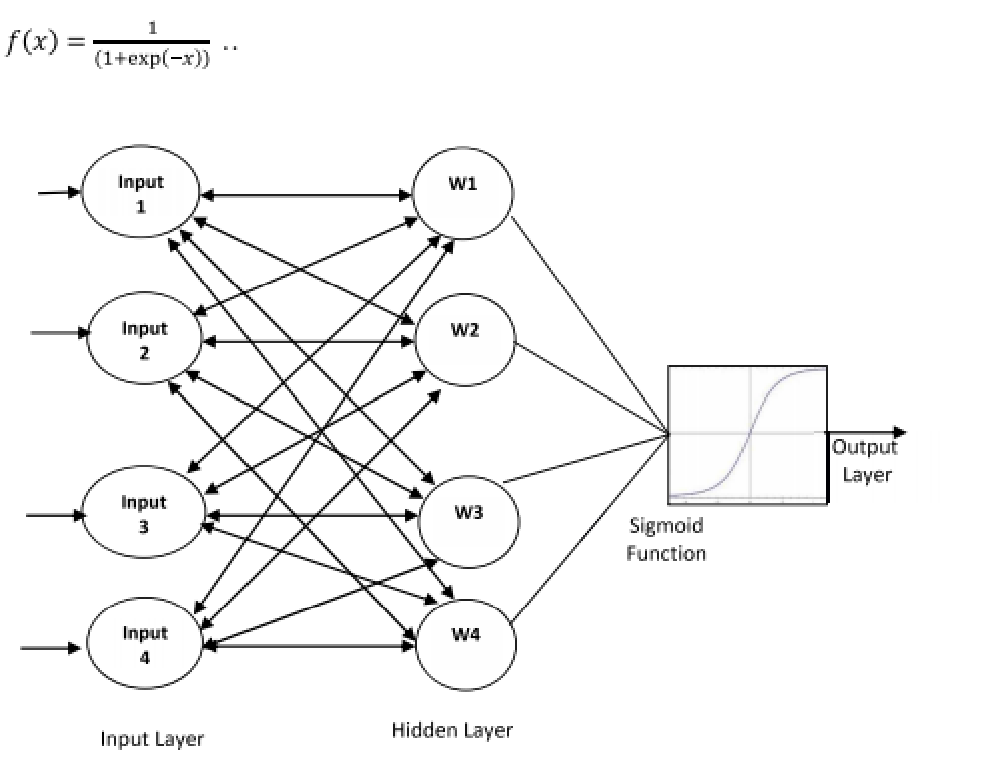 f(x) = 1/(1+exp(−x)) ..
Input
1
W1
Input
2
W2
Input
3
W3
Input
4
W4
Output
Layer
Sigmoid
Function
Input Layer
Hidden Layer